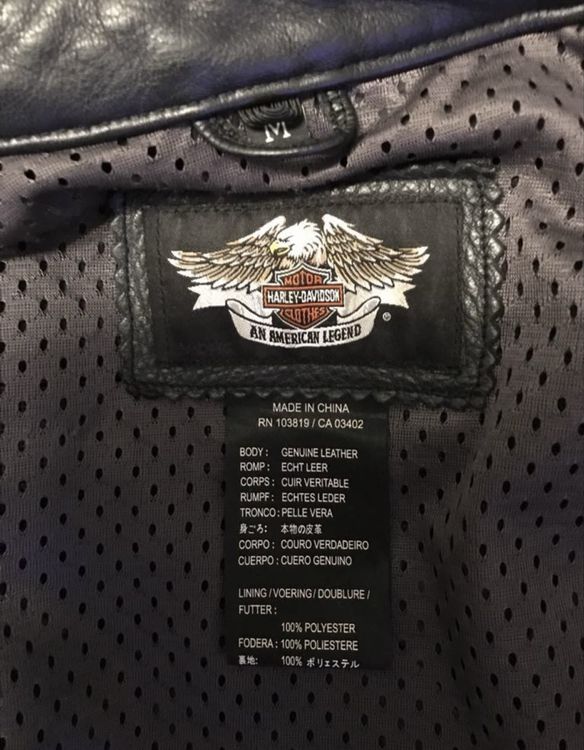 M
MOTOR
HARLEY-DAVIDSON
CLOTHES
AN AMERICAN LEGEND
®
MADE IN CHINA
RN 103819 / CA 03402
BODY : GENUINE LEATHER
ROMP : ECHT LEER
CORPS : CUIR VERITABLE
RUMPF : ECHTES LEDER
TRONCO : PELLE VERA
身ごろ : 本物の皮革
CORPO : COURO VERDADEIRO
CUERPO : CUERO GENUINO
LINING / VOERING / DOUBLURE /
FUTTER :
100% POLYESTER
FODERA : 100% POLIESTERE
裏地 : 100% ポリエステル